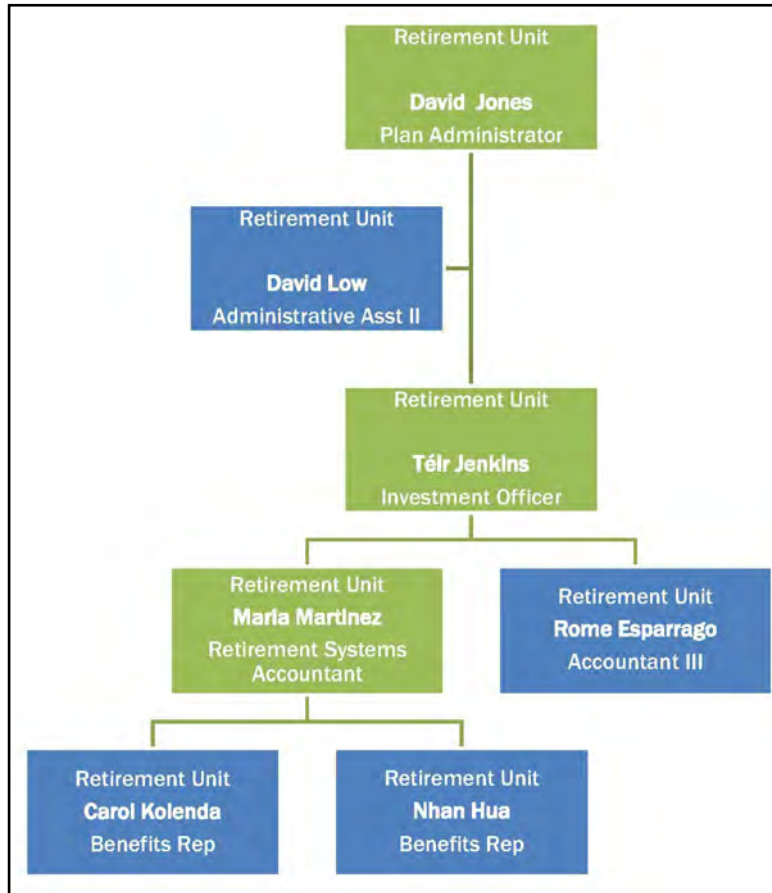 Retirement Unit
David Jones
Plan Administrator
Retirement Unit
David Low
Administrative Asst II
Retirement Unit
Téir Jenkins
Investment Officer
Retirement Unit
Maria Martinez
Retirement Systems
Accountant
Retirement Unit
Rome Esparrago
Accountant III
Retirement Unit
Carol Kolenda
Benefits Rep
Retirement Unit
Nhan Hua
Benefits Rep